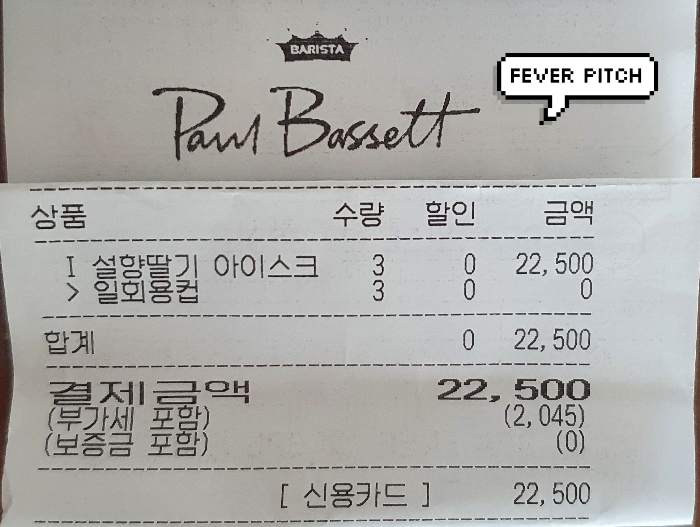 BARISTA
Paul Bassett
FEVER PITCH
상품 수량 할인 금액
I 설향딸기 아이스크 3 0 22,500
> 일회용컵 3 0 0
합계 0 22,500
결제금액 22,500
(부가세 포함) (2,045)
(보증금 포함) (0)
[ 신용카드 ] 22,500